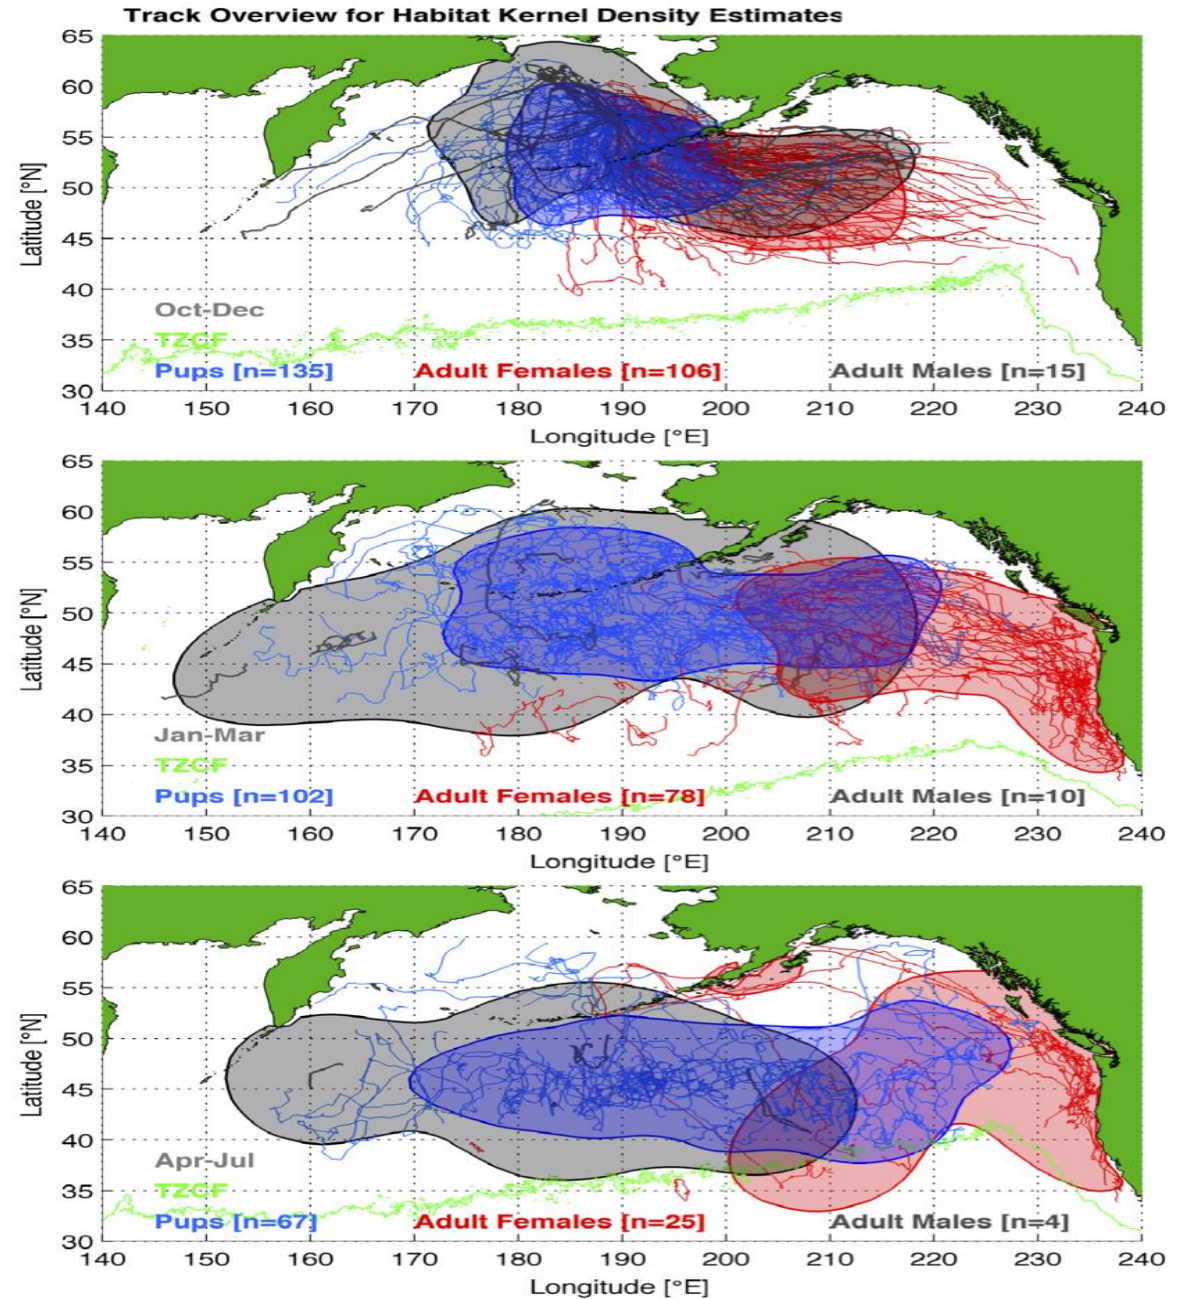 Track Overview for Habitat Kernel Density Estimates
65
60
55
50
45
40
35
30
Latitude [°N]
Oct-Dec
TZCF
Pups [n=135] Adult Females [n=106] Adult Males [n=15]
140 150 160 170 180 190 200 210 220 230 240
Longitude [°E]
65
60
55
50
45
40
35
30
Latitude [°N]
Jan-Mar
TZCF
Pups [n=102] Adult Females [n=78] Adult Males [n=10]
140 150 160 170 180 190 200 210 220 230 240
Longitude [°E]
65
60
55
50
45
40
35
30
Latitude [°N]
Apr-Jul
TZCF
Pups [n=67] Adult Females [n=25] Adult Males [n=4]
140 150 160 170 180 190 200 210 220 230 240
Longitude [°E]